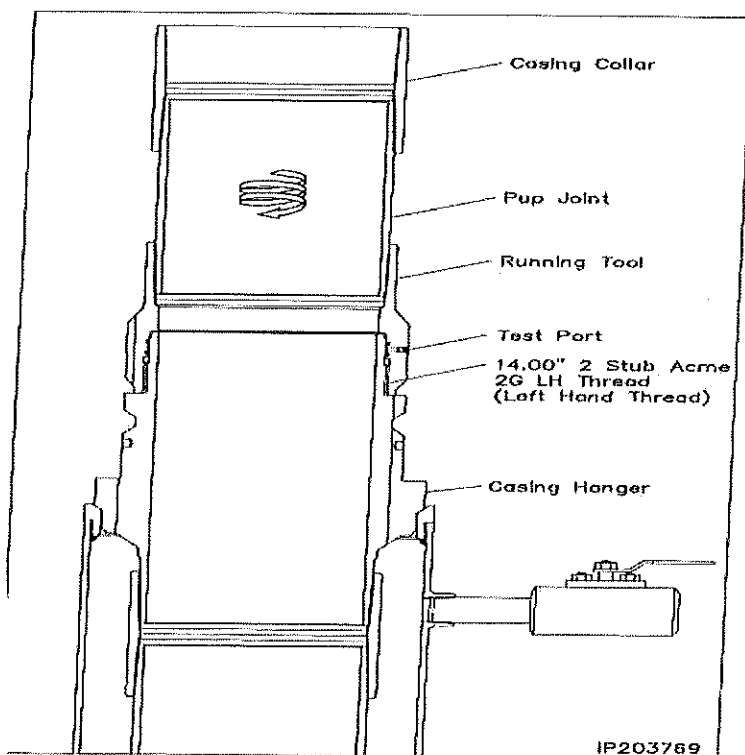 Casing Collar
Pup Joint
Running Tool
Test Port
14.00" 2 Stub Acme
2G LH Thread
(Left Hand Thread)
Casing Hanger
IP203769